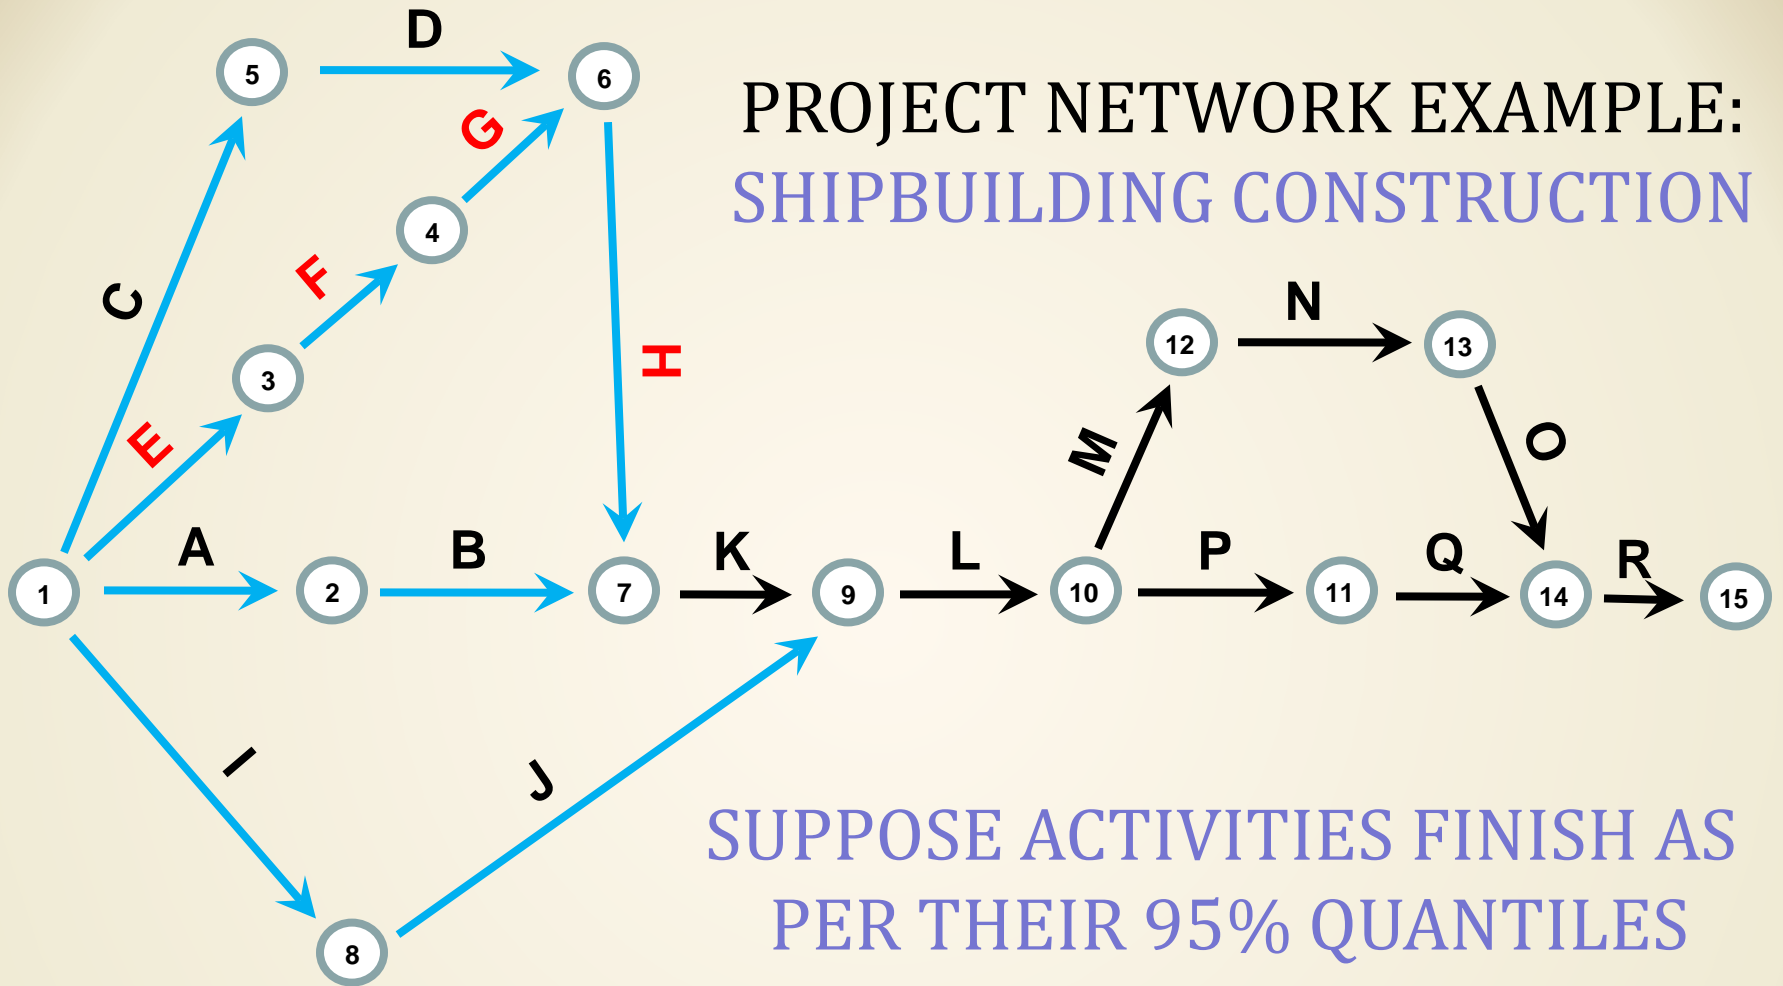 D
5
6
PROJECT NETWORK EXAMPLE:
G
SHIPBUILDING CONSTRUCTION
4
F
C
N
12
13
H
3
E
M
O
A
B
K
L
P
Q
R
1
2
7
9
10
11
14
15
I
J
SUPPOSE ACTIVITIES FINISH AS
PER THEIR 95% QUANTILES
8